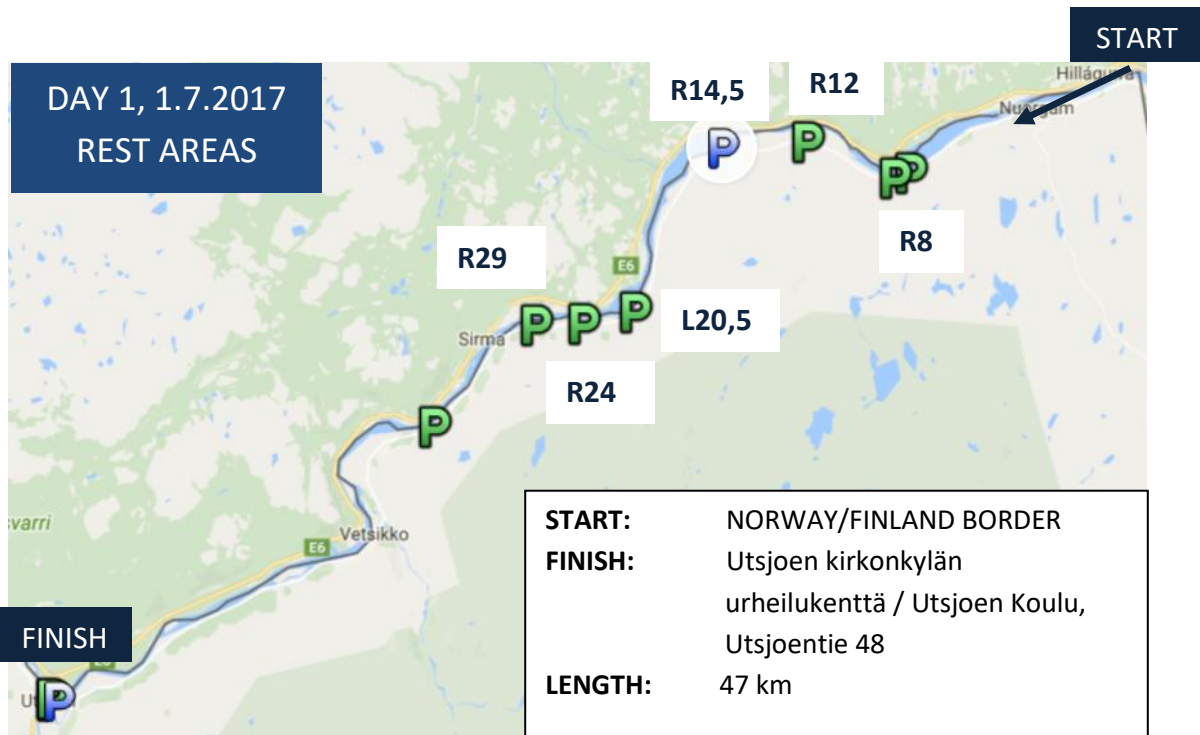 START
DAY 1, 1.7.2017
REST AREAS
R14,5
R12
Nuorgam
P
P
P
P
R8
R29
E6
P
P
P
L20,5
Sirma
R24
P
Vetsikko
E6
FINISH
P
START: NORWAY/FINLAND BORDER
FINISH: Utsjoen kirkonkylän
urheilukenttä / Utsjoen Koulu,
Utsjoentie 48
LENGTH: 47 km